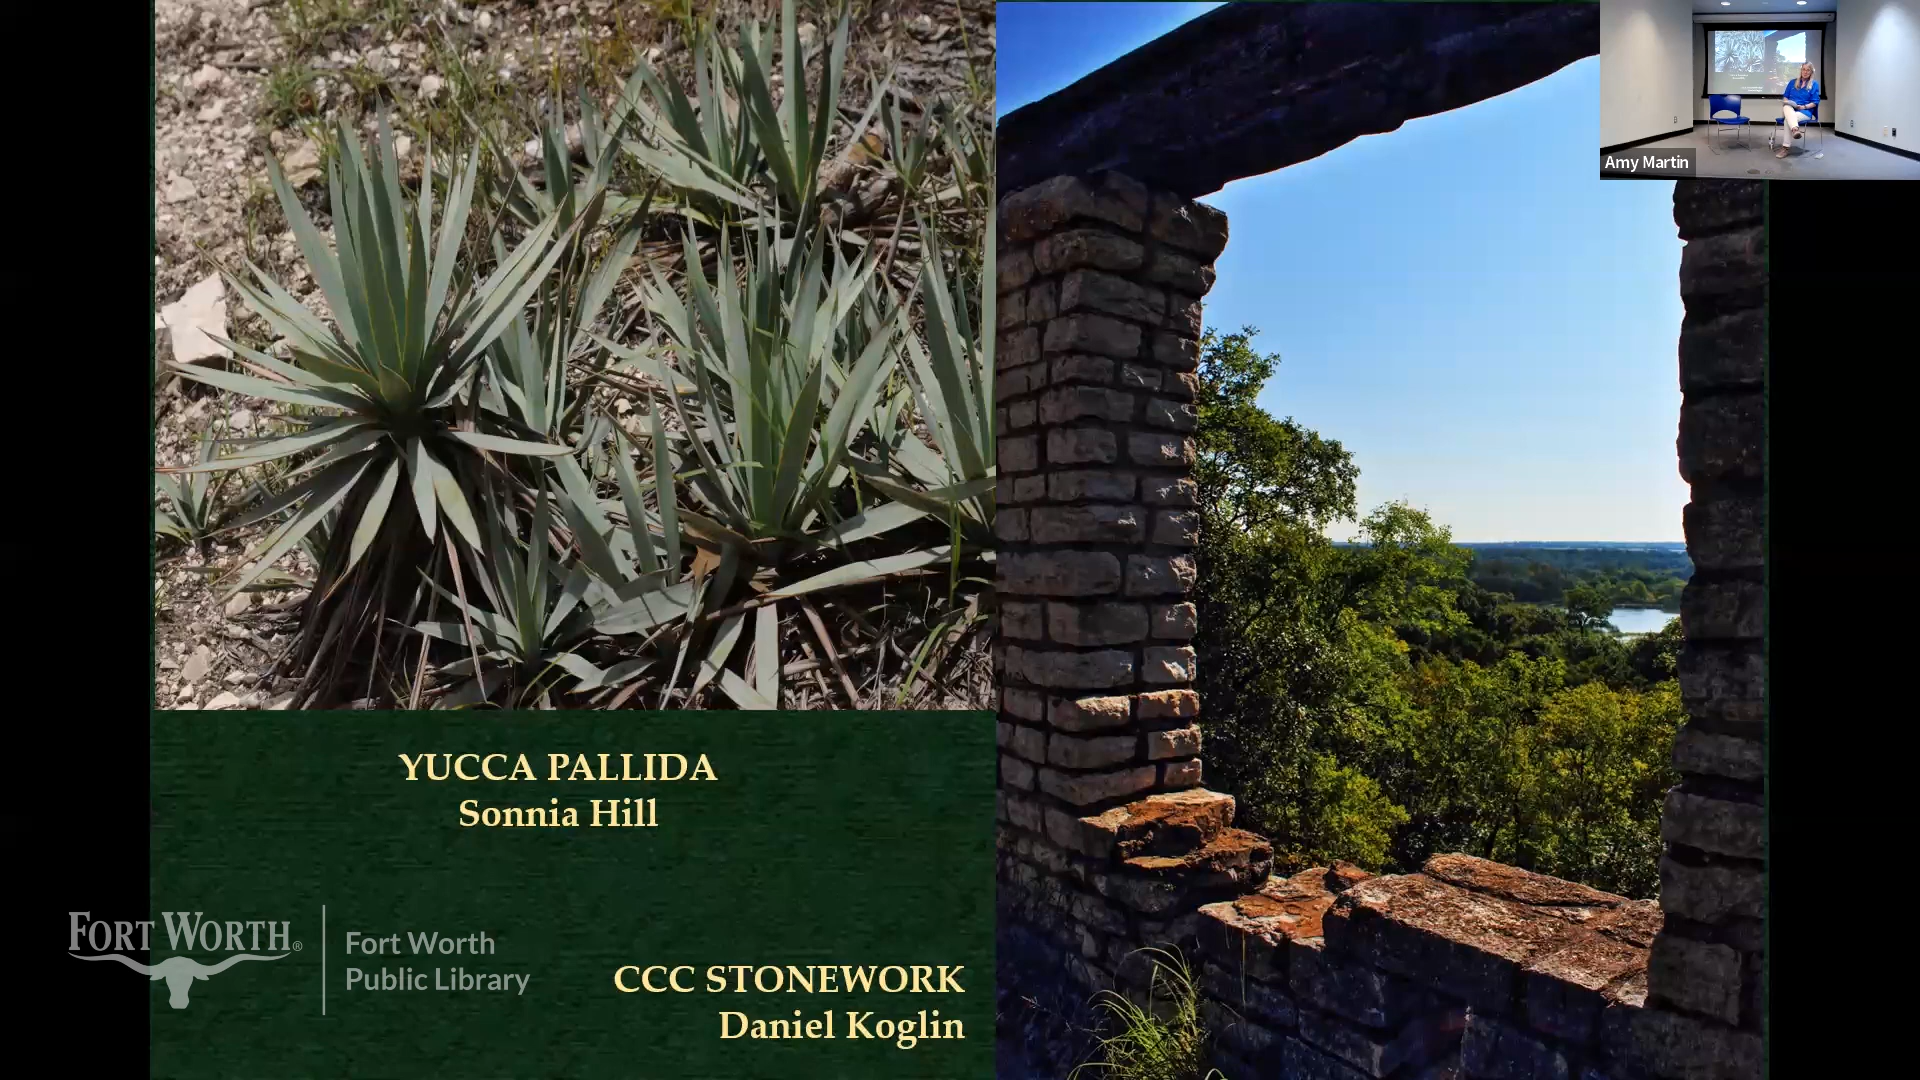 Amy Martin
YUCCA PALLIDA
Sonnia Hill
FORT WORTH®
Fort Worth
Public Library
CCC STONEWORK
Daniel Koglin